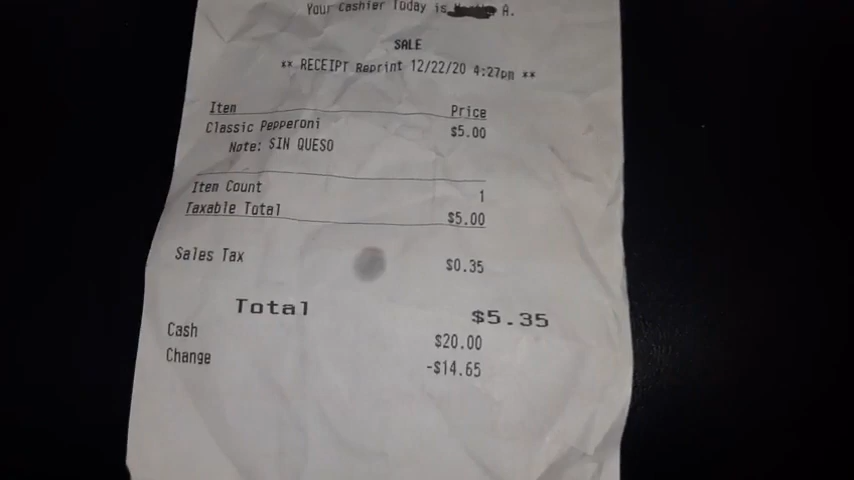 Your Cashier Today is A.
SALE
** RECEIPT Reprint 12/22/20 4:27pm **
Item Price
Classic Pepperoni $5.00
Note: SIN QUESO
Item Count 1
Taxable Total $5.00
Sales Tax $0.35
Total $5.35
Cash $20.00
Change -$14.65